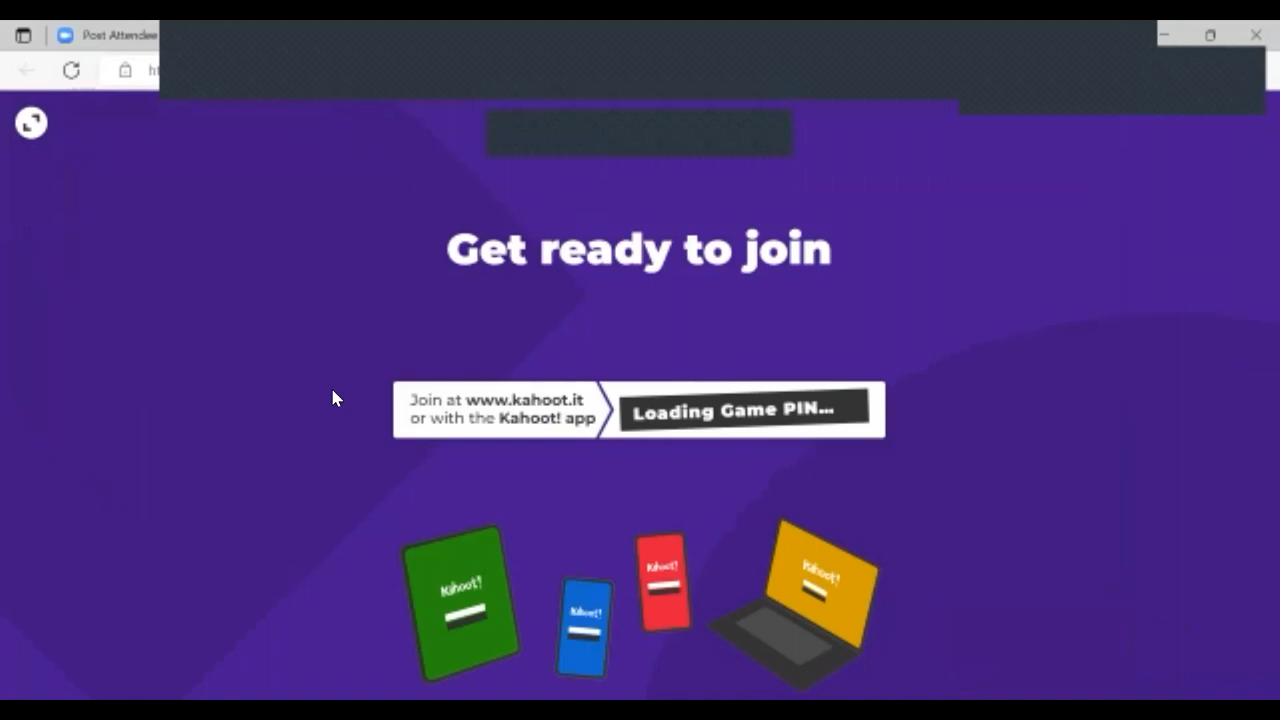 Post Attendee
ht
Get ready to join
Join at www.kahoot.it
or with the Kahoot! app
Loading Game PIN...
Kahoot!
Kahoot!
Kahoot!
Kahoot!